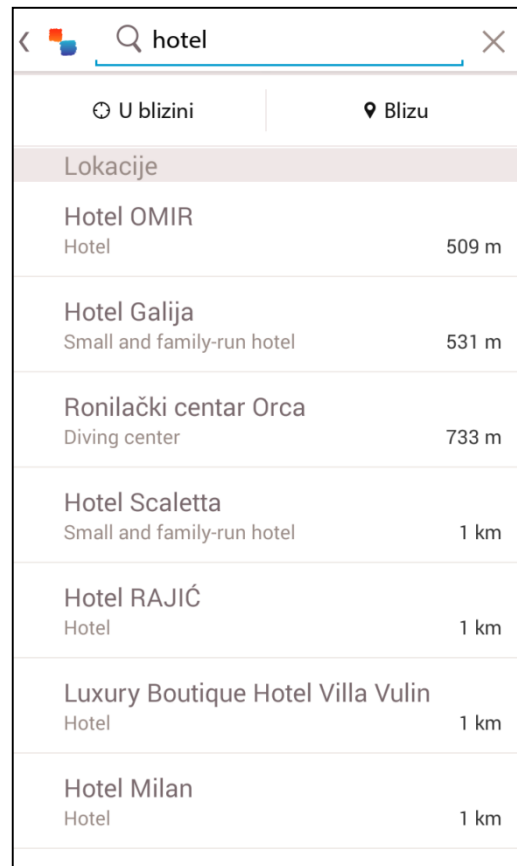 hotel
U blizini
Blizu
Lokacije
Hotel OMIR
Hotel
509 m
Hotel Galija
Small and family-run hotel
531 m
Ronilački centar Orca
Diving center
733 m
Hotel Scaletta
Small and family-run hotel
1 km
Hotel RAJIĆ
Hotel
1 km
Luxury Boutique Hotel Villa Vulin
Hotel
1 km
Hotel Milan
Hotel
1 km